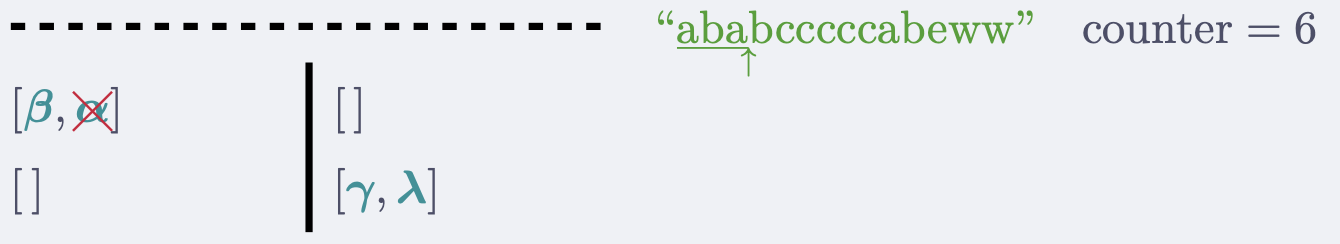 “ababcccccabeww” counter = 6
[β, α] []
[] [γ, λ]